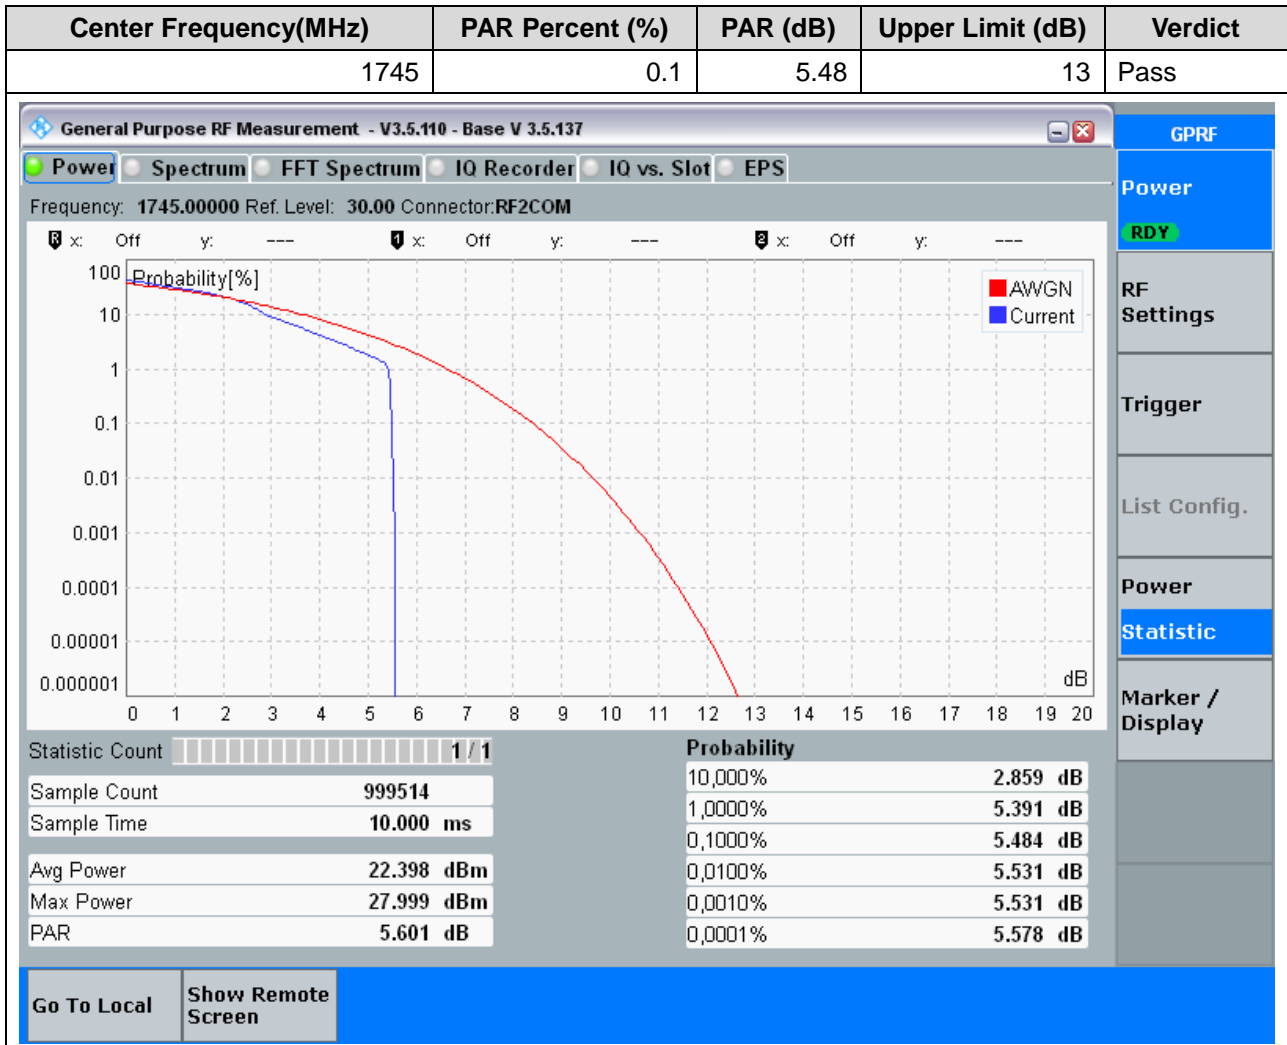 Center Frequency(MHz) PAR Percent (%) PAR (dB) Upper Limit (dB) Verdict
1745 0.1 5.48 13 Pass
General Purpose RF Measurement - V3.5.110 - Base V 3.5.137
GPRF
Power Spectrum FFT Spectrum IQ Recorder IQ vs. Slot EPS
Power
RDY
Frequency: 1745.00000 Ref. Level: 30.00 Connector:RF2COM
R x: Off y: --- 1 x: Off y: --- 2 x: Off y: ---
Probability[%]
AWGN
Current
100
10
1
0.1
0.01
0.001
0.0001
0.00001
0.000001
dB
0 1 2 3 4 5 6 7 8 9 10 11 12 13 14 15 16 17 18 19 20
RF
Settings
Trigger
List Config.
Power
Statistic
Marker /
Display
Statistic Count 1 / 1
Sample Count 999514
Sample Time 10.000 ms
Avg Power 22.398 dBm
Max Power 27.999 dBm
PAR 5.601 dB
Probability
10,000% 2.859 dB
1,0000% 5.391 dB
0,1000% 5.484 dB
0,0100% 5.531 dB
0,0010% 5.531 dB
0,0001% 5.578 dB
Go To Local
Show Remote
Screen